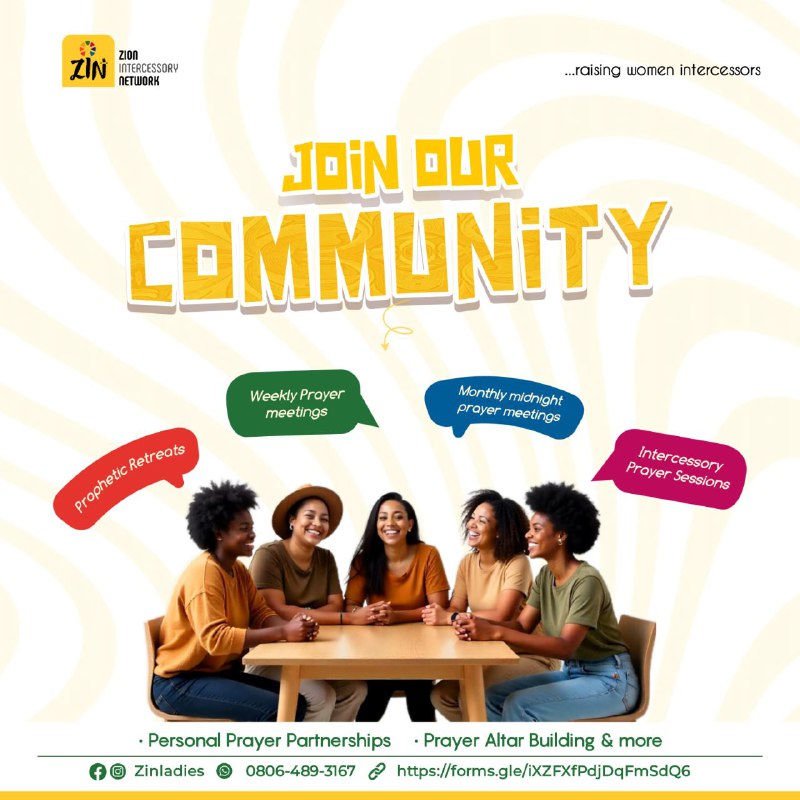 ZIN
ZION
INTERCESSORY
NETWORK
...raising women intercessors
JOIN OUR
COMMUNITY
Weekly Prayer
meetings
Monthly midnight
prayer meetings
Prophetic Retreats
Intercessory
Prayer Sessions
· Personal Prayer Partnerships · Prayer Altar Building & more
Zinladies 0806-489-3167 https://forms.gle/iXZFXfPdjDqFmSdQ6